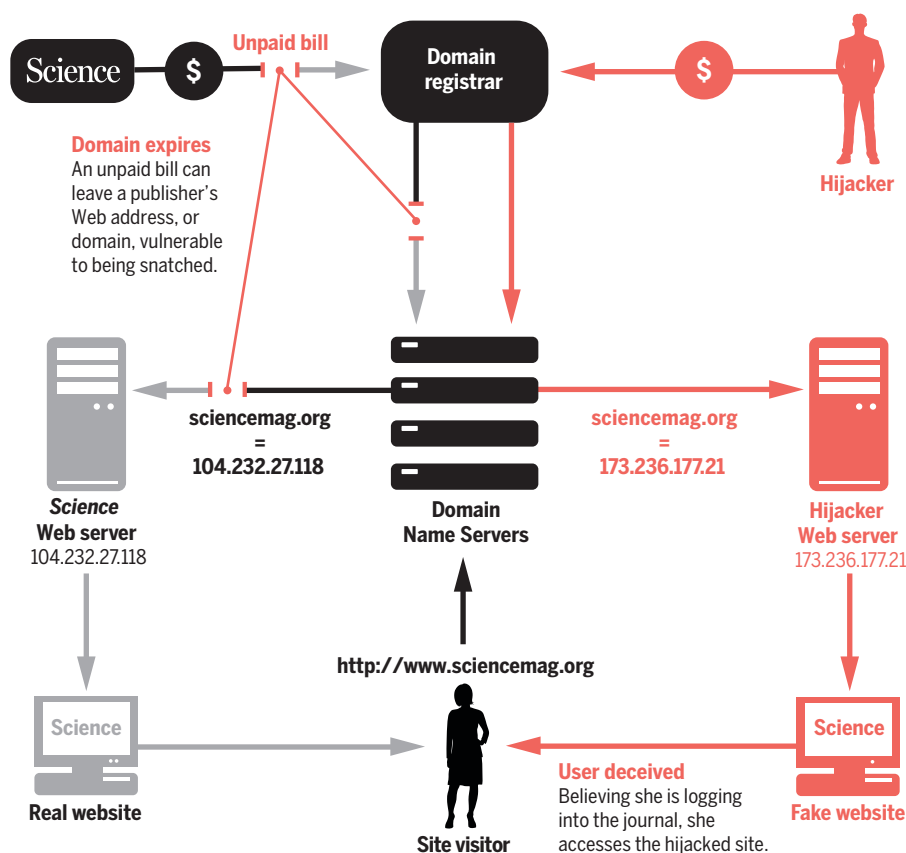 Science
$
Unpaid bill
Domain
registrar
$
Hijacker
Domain expires
An unpaid bill can
leave a publisher's
Web address, or
domain, vulnerable
to being snatched.
sciencemag.org
=
104.232.27.118
sciencemag.org
=
173.236.177.21
Science
Web server
104.232.27.118
Domain
Name Servers
Hijacker
Web server
173.236.177.21
http://www.sciencemag.org
Science
Real website
Site visitor
User deceived
Believing she is logging
into the journal, she
accesses the hijacked site.
Science
Fake website